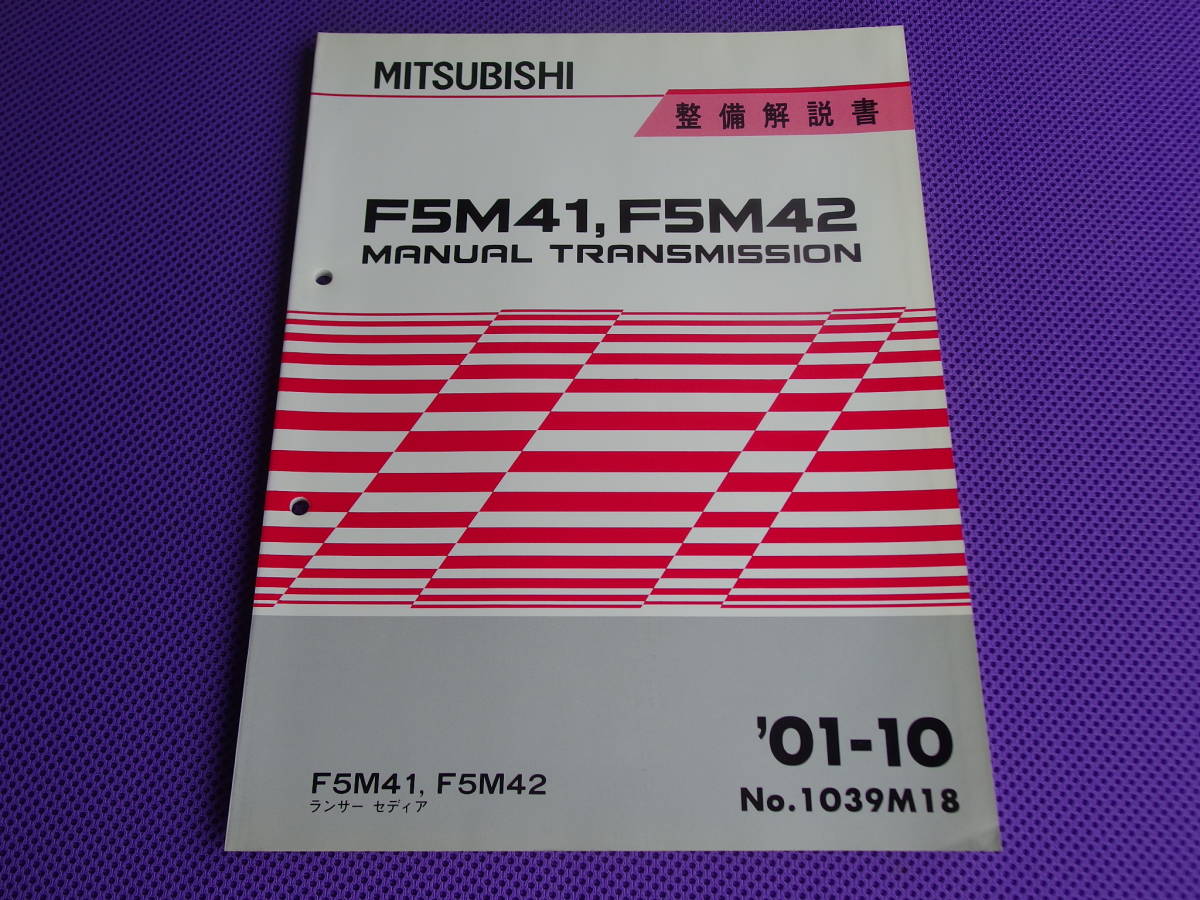 MITSUBISHI
整備解説書
F5M41, F5M42
MANUAL TRANSMISSION
'01-10
No.1039M18
F5M41, F5M42
ランサー セディア